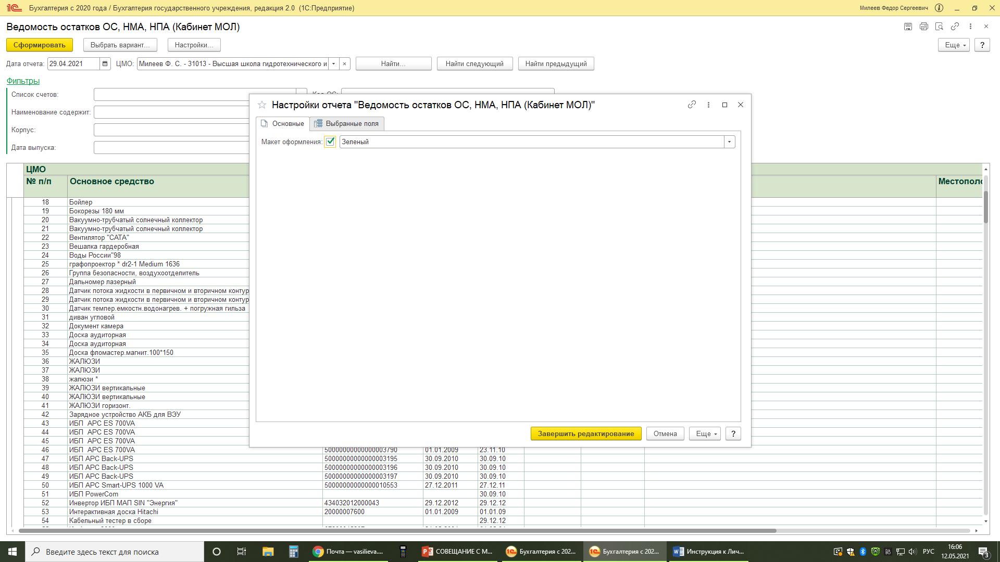 Бухгалтерия с 2020 года / Бухгалтерия государственного учреждения, редакция 2.0 (1С:Предприятие)
Милеев Федор Сергеевич
Ведомость остатков ОС, НМА, НПА (Кабинет МОЛ)
Сформировать
Выбрать вариант...
Настройки...
Еще
?
Дата отчета: 29.04.2021 ЦМО: Милеев Ф. С. - 31013 - Высшая школа гидротехнического и
Найти...
Найти следующий
Найти предыдущий
Фильтры
Список счетов:
Наименование содержит:
Корпус:
Дата выпуска:
Настройки отчета "Ведомость остатков ОС, НМА, НПА (Кабинет МОЛ)"
Основные
Выбранные поля
Макет оформления: Зеленый
Завершить редактирование
Отмена
Еще
?
ЦМО
№ п/п Основное средство
18 Бойлер
19 Бокорезы 180 мм
20 Вакуумно-трубчатый солнечный коллектор
21 Вакуумно-трубчатый солнечный коллектор
22 Вентилятор "САТА"
23 Вешалка гардеробная
24 Воды России"98
25 графопроектор * dr2-1 Medium 1636
26 Группа безопасности, воздухоотделитель
27 Дальномер лазерный
28 Датчик потока жидкости в первичном и вторичном контур
29 Датчик потока жидкости в первичном и вторичном контур
30 Датчик темпер.емкостн.водонагрев. + погружная гильза
31 диван угловой
32 Документ камера
33 Доска аудиторная
34 Доска аудиторная
35 Доска фломастер.магнит.100*150
36 ЖАЛЮЗИ
37 ЖАЛЮЗИ
38 жалюзи *
39 ЖАЛЮЗИ вертикальные
40 ЖАЛЮЗИ вертикальные
41 ЖАЛЮЗИ горизонт.
42 Зарядное устройство АКБ для ВЭУ
43 ИБП APC ES 700VA
44 ИБП APC ES 700VA
45 ИБП APC ES 700VA
46 ИБП APC ES 700VA 50000000000000003790 01.01.2009 23.11.10
47 ИБП APC Back-UPS 50000000000000003195 30.09.2010 30.09.10
48 ИБП APC Back-UPS 50000000000000003196 30.09.2010 30.09.10
49 ИБП APC Back-UPS 50000000000000003197 30.09.2010 30.09.10
50 ИБП APC Smart-UPS 1000 VA 50000000000000010553 27.12.2011 27.12.11
51 ИБП PowerCom 30.09.10
52 Инвертор ИБП МАП SIN "Энергия" 434032012000043 29.12.2012 29.12.12
53 Интерактивная доска Hitachi 20000007600 01.01.2009 01.01.09
54 Кабельный тестер в сборе 29.12.12
Введите здесь текст для поиска
Почта — vasilieva....
СОВЕЩАНИЕ С М...
Бухгалтерия с 202...
Бухгалтерия с 202...
Инструкция к Лич...
РУС
16:06
12.05.2021
3